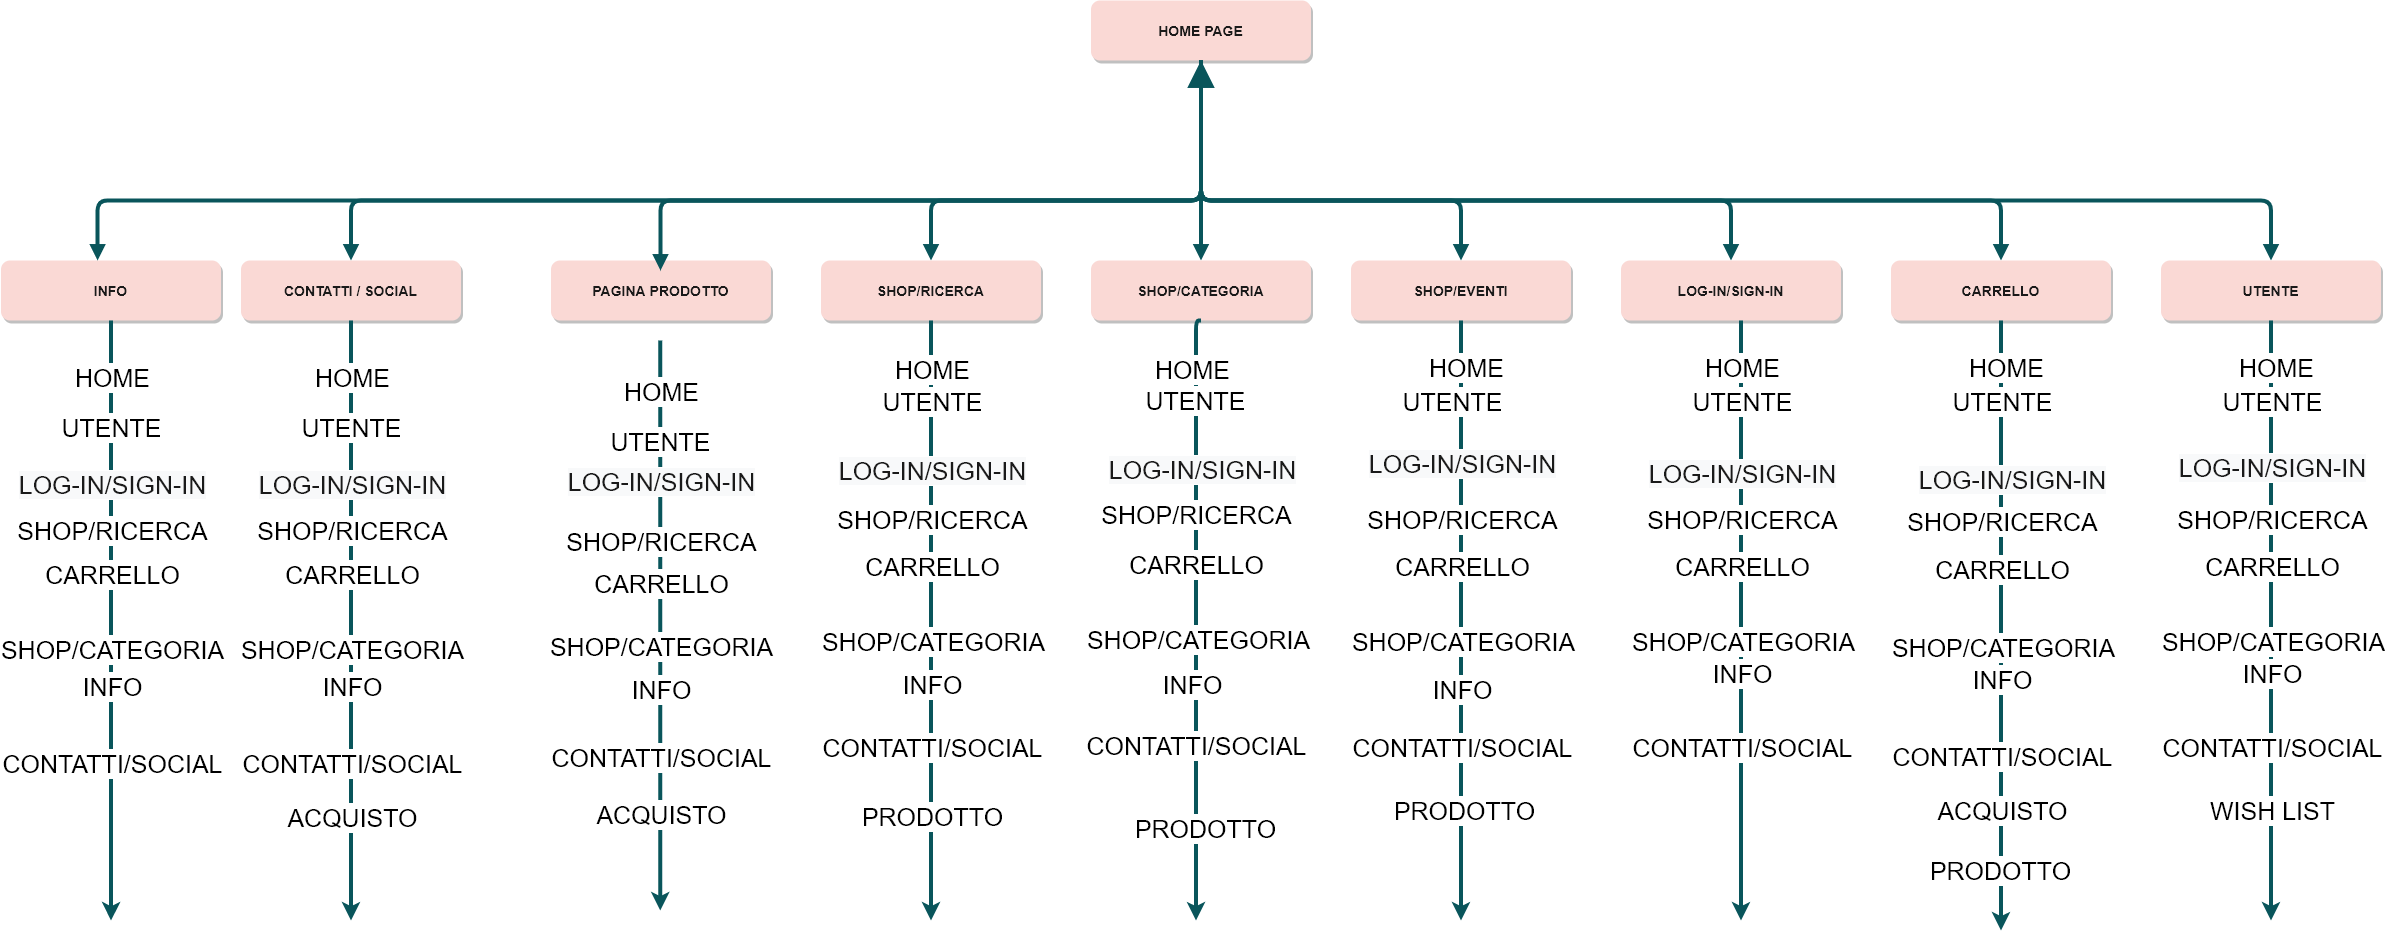 HOME PAGE
INFO
CONTATTI / SOCIAL
PAGINA PRODOTTO
SHOP/RICERCA
SHOP/CATEGORIA
SHOP/EVENTI
LOG-IN/SIGN-IN
CARRELLO
UTENTE
HOME
UTENTE
LOG-IN/SIGN-IN
SHOP/RICERCA
CARRELLO
SHOP/CATEGORIA
INFO
CONTATTI/SOCIAL
HOME
UTENTE
LOG-IN/SIGN-IN
SHOP/RICERCA
CARRELLO
SHOP/CATEGORIA
INFO
CONTATTI/SOCIAL
ACQUISTO
HOME
UTENTE
LOG-IN/SIGN-IN
SHOP/RICERCA
CARRELLO
SHOP/CATEGORIA
INFO
CONTATTI/SOCIAL
ACQUISTO
HOME
UTENTE
LOG-IN/SIGN-IN
SHOP/RICERCA
CARRELLO
SHOP/CATEGORIA
INFO
CONTATTI/SOCIAL
PRODOTTO
HOME
UTENTE
LOG-IN/SIGN-IN
SHOP/RICERCA
CARRELLO
SHOP/CATEGORIA
INFO
CONTATTI/SOCIAL
PRODOTTO
HOME
UTENTE
LOG-IN/SIGN-IN
SHOP/RICERCA
CARRELLO
SHOP/CATEGORIA
INFO
CONTATTI/SOCIAL
PRODOTTO
HOME
UTENTE
LOG-IN/SIGN-IN
SHOP/RICERCA
CARRELLO
SHOP/CATEGORIA
INFO
CONTATTI/SOCIAL
HOME
UTENTE
LOG-IN/SIGN-IN
SHOP/RICERCA
CARRELLO
SHOP/CATEGORIA
INFO
CONTATTI/SOCIAL
ACQUISTO
PRODOTTO
HOME
UTENTE
LOG-IN/SIGN-IN
SHOP/RICERCA
CARRELLO
SHOP/CATEGORIA
INFO
CONTATTI/SOCIAL
WISH LIST